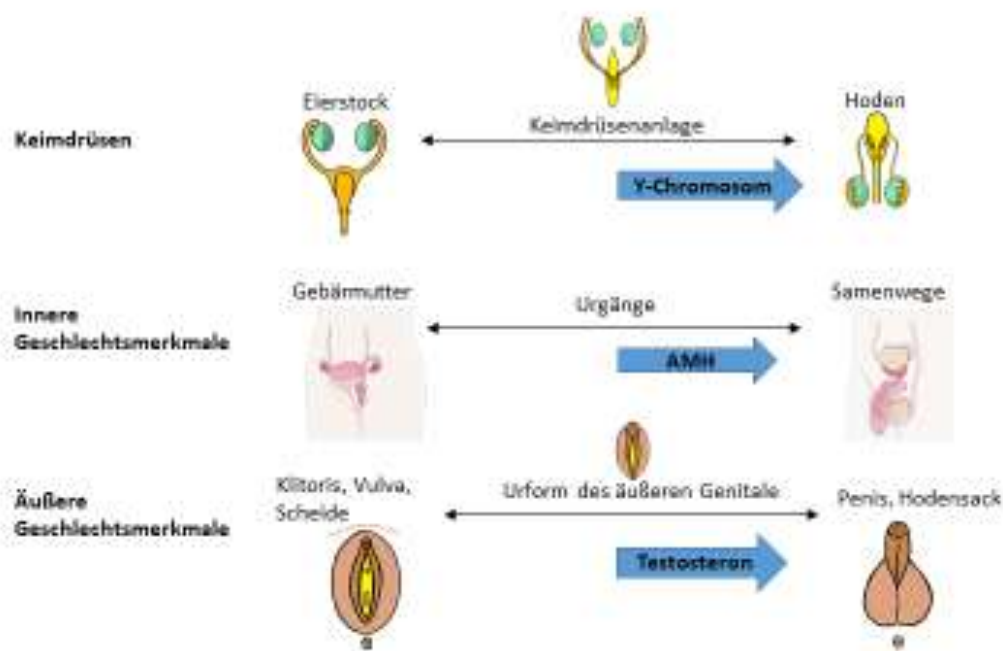 Eierstock
Hoden
Keimdrüsen
Keimdrüsenanlage
Y-Chromosom
Gebärmutter
Urgänge
Samenwege
Innere
Geschlechtsmerkmale
AMH
Klitoris, Vulva,
Scheide
Urform des äußeren Genitale
Penis, Hodensack
Äußere
Geschlechtsmerkmale
Testosteron